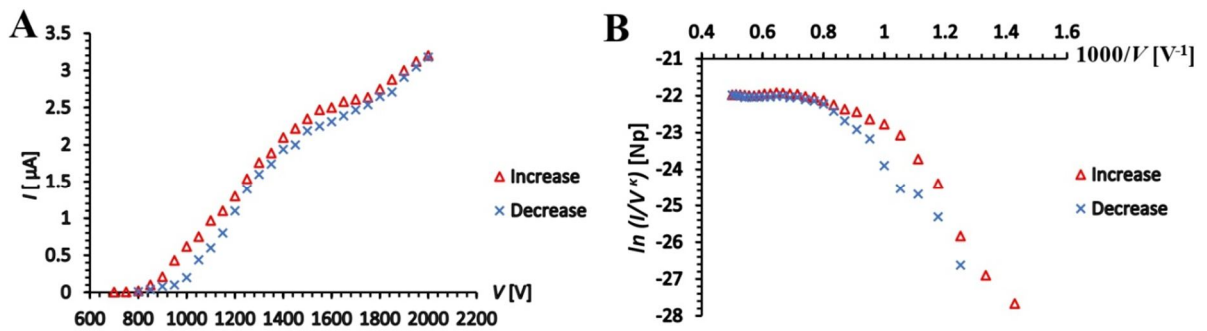 A
3.5
3
2.5
2
1.5
1
0.5
0
I [µA]
600 800 1000 1200 1400 1600 1800 2000 2200
V [V]
Increase
Decrease
B
0.4 0.6 0.8 1 1.2 1.4 1.6
1000/V [V-1]
-21
-22
-23
-24
-25
-26
-27
-28
ln (I/V κ) [Np]
Increase
Decrease